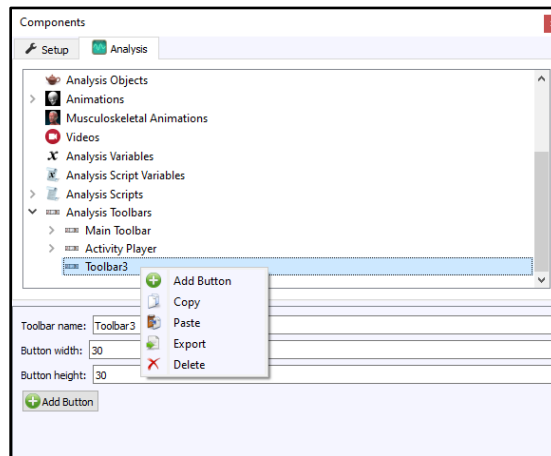 Components
Setup Analysis
Analysis Objects
Animations
Musculoskeletal Animations
Videos
Analysis Variables
Analysis Script Variables
Analysis Scripts
Analysis Toolbars
Main Toolbar
Activity Player
Toolbar3
Add Button
Copy
Paste
Export
Delete
Toolbar name: Toolbar3
Button width: 30
Button height: 30
Add Button